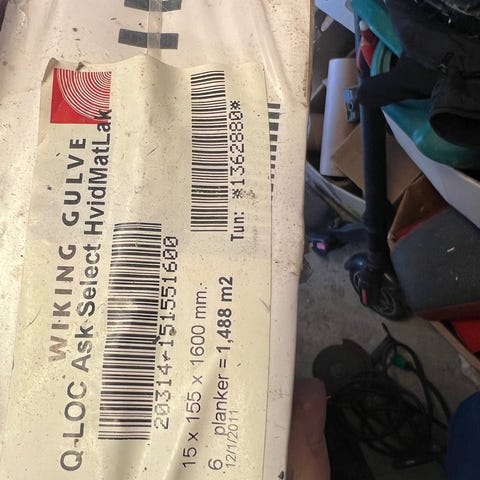 WIKING GULVE
Q-LOC Ask Select HvidMatLak
20314-151551600
15 x 155 x 1600 mm.
6 planker = 1,488 m2
12/1/2011
Tun: *1362880*